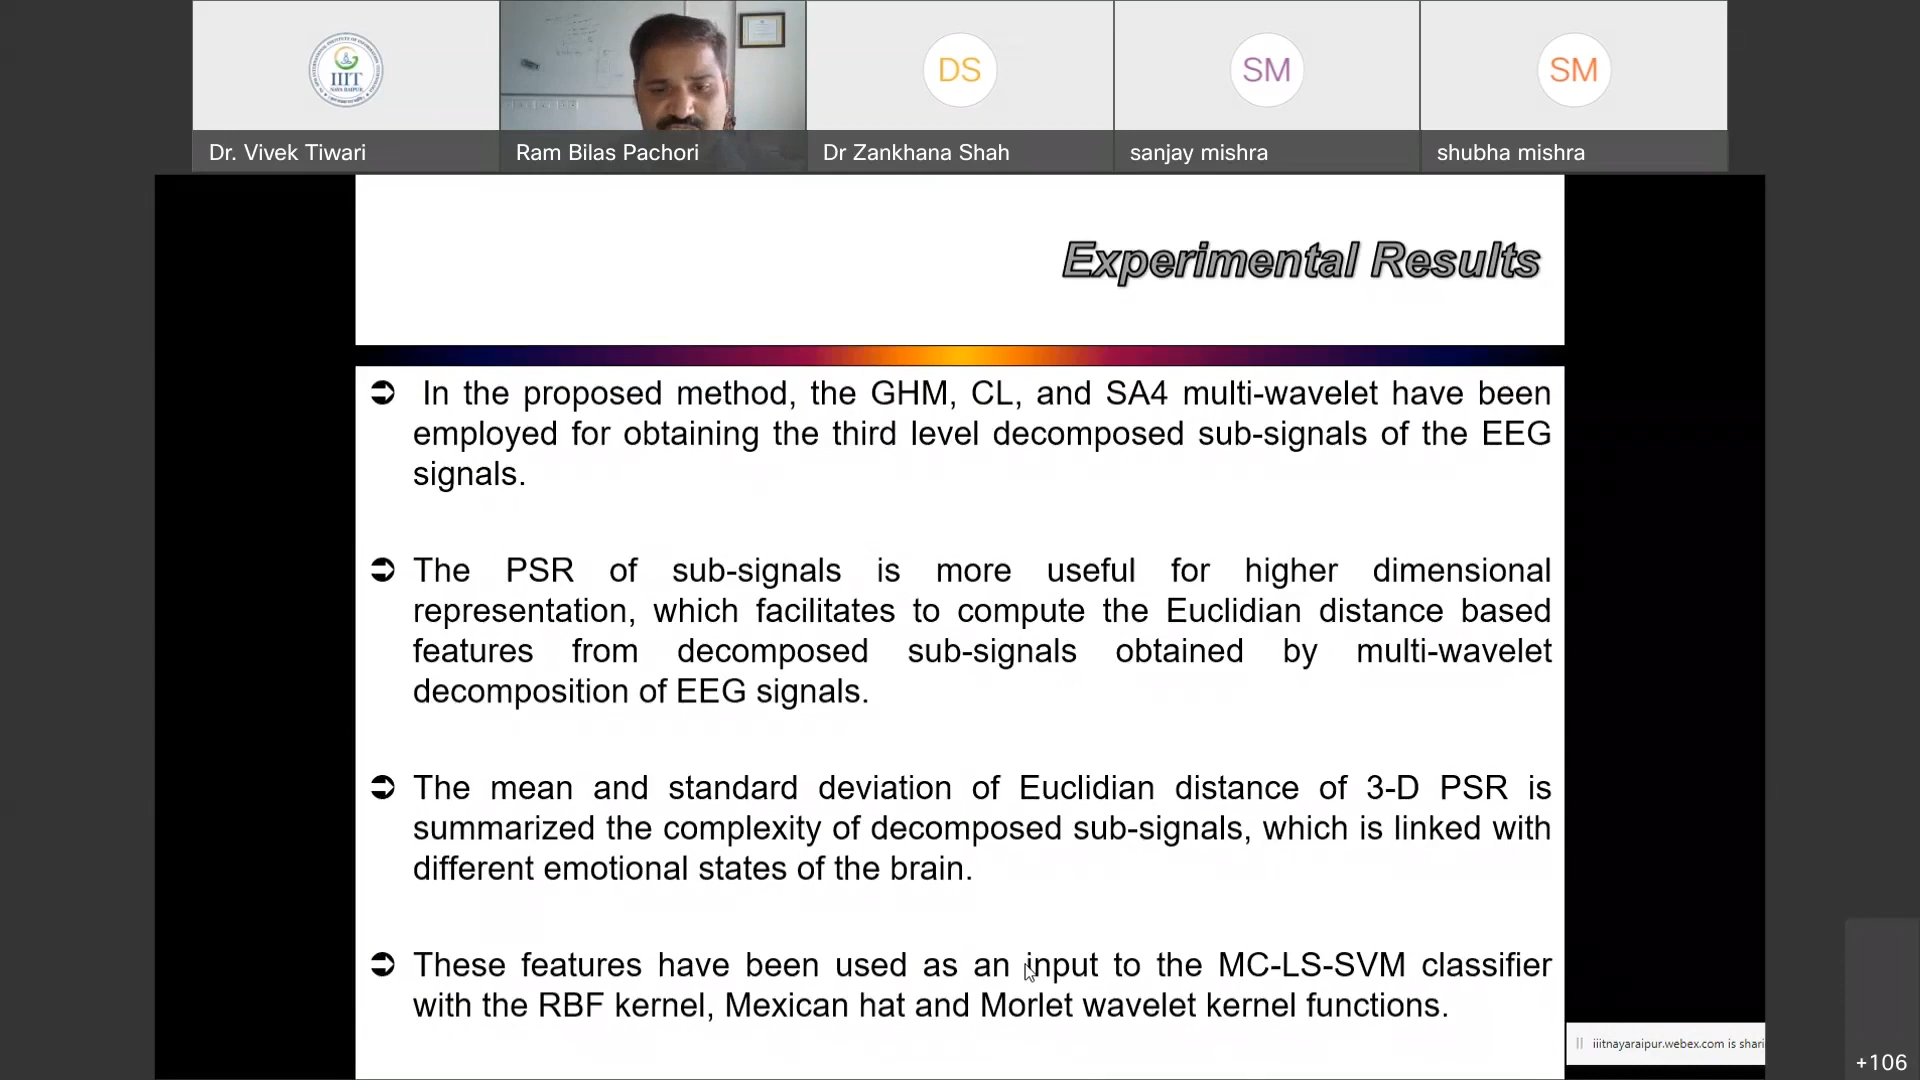 IIIT
NAYA RAIPUR
DS
SM
SM
Dr. Vivek Tiwari
Ram Bilas Pachori
Dr Zankhana Shah
sanjay mishra
shubha mishra
Experimental Results
In the proposed method, the GHM, CL, and SA4 multi-wavelet have been
employed for obtaining the third level decomposed sub-signals of the EEG
signals.
The PSR of sub-signals is more useful for higher dimensional
representation, which facilitates to compute the Euclidian distance based
features from decomposed sub-signals obtained by multi-wavelet
decomposition of EEG signals.
The mean and standard deviation of Euclidian distance of 3-D PSR is
summarized the complexity of decomposed sub-signals, which is linked with
different emotional states of the brain.
These features have been used as an input to the MC-LS-SVM classifier
with the RBF kernel, Mexican hat and Morlet wavelet kernel functions.
iiitnayaraipur.webex.com is shari
+106